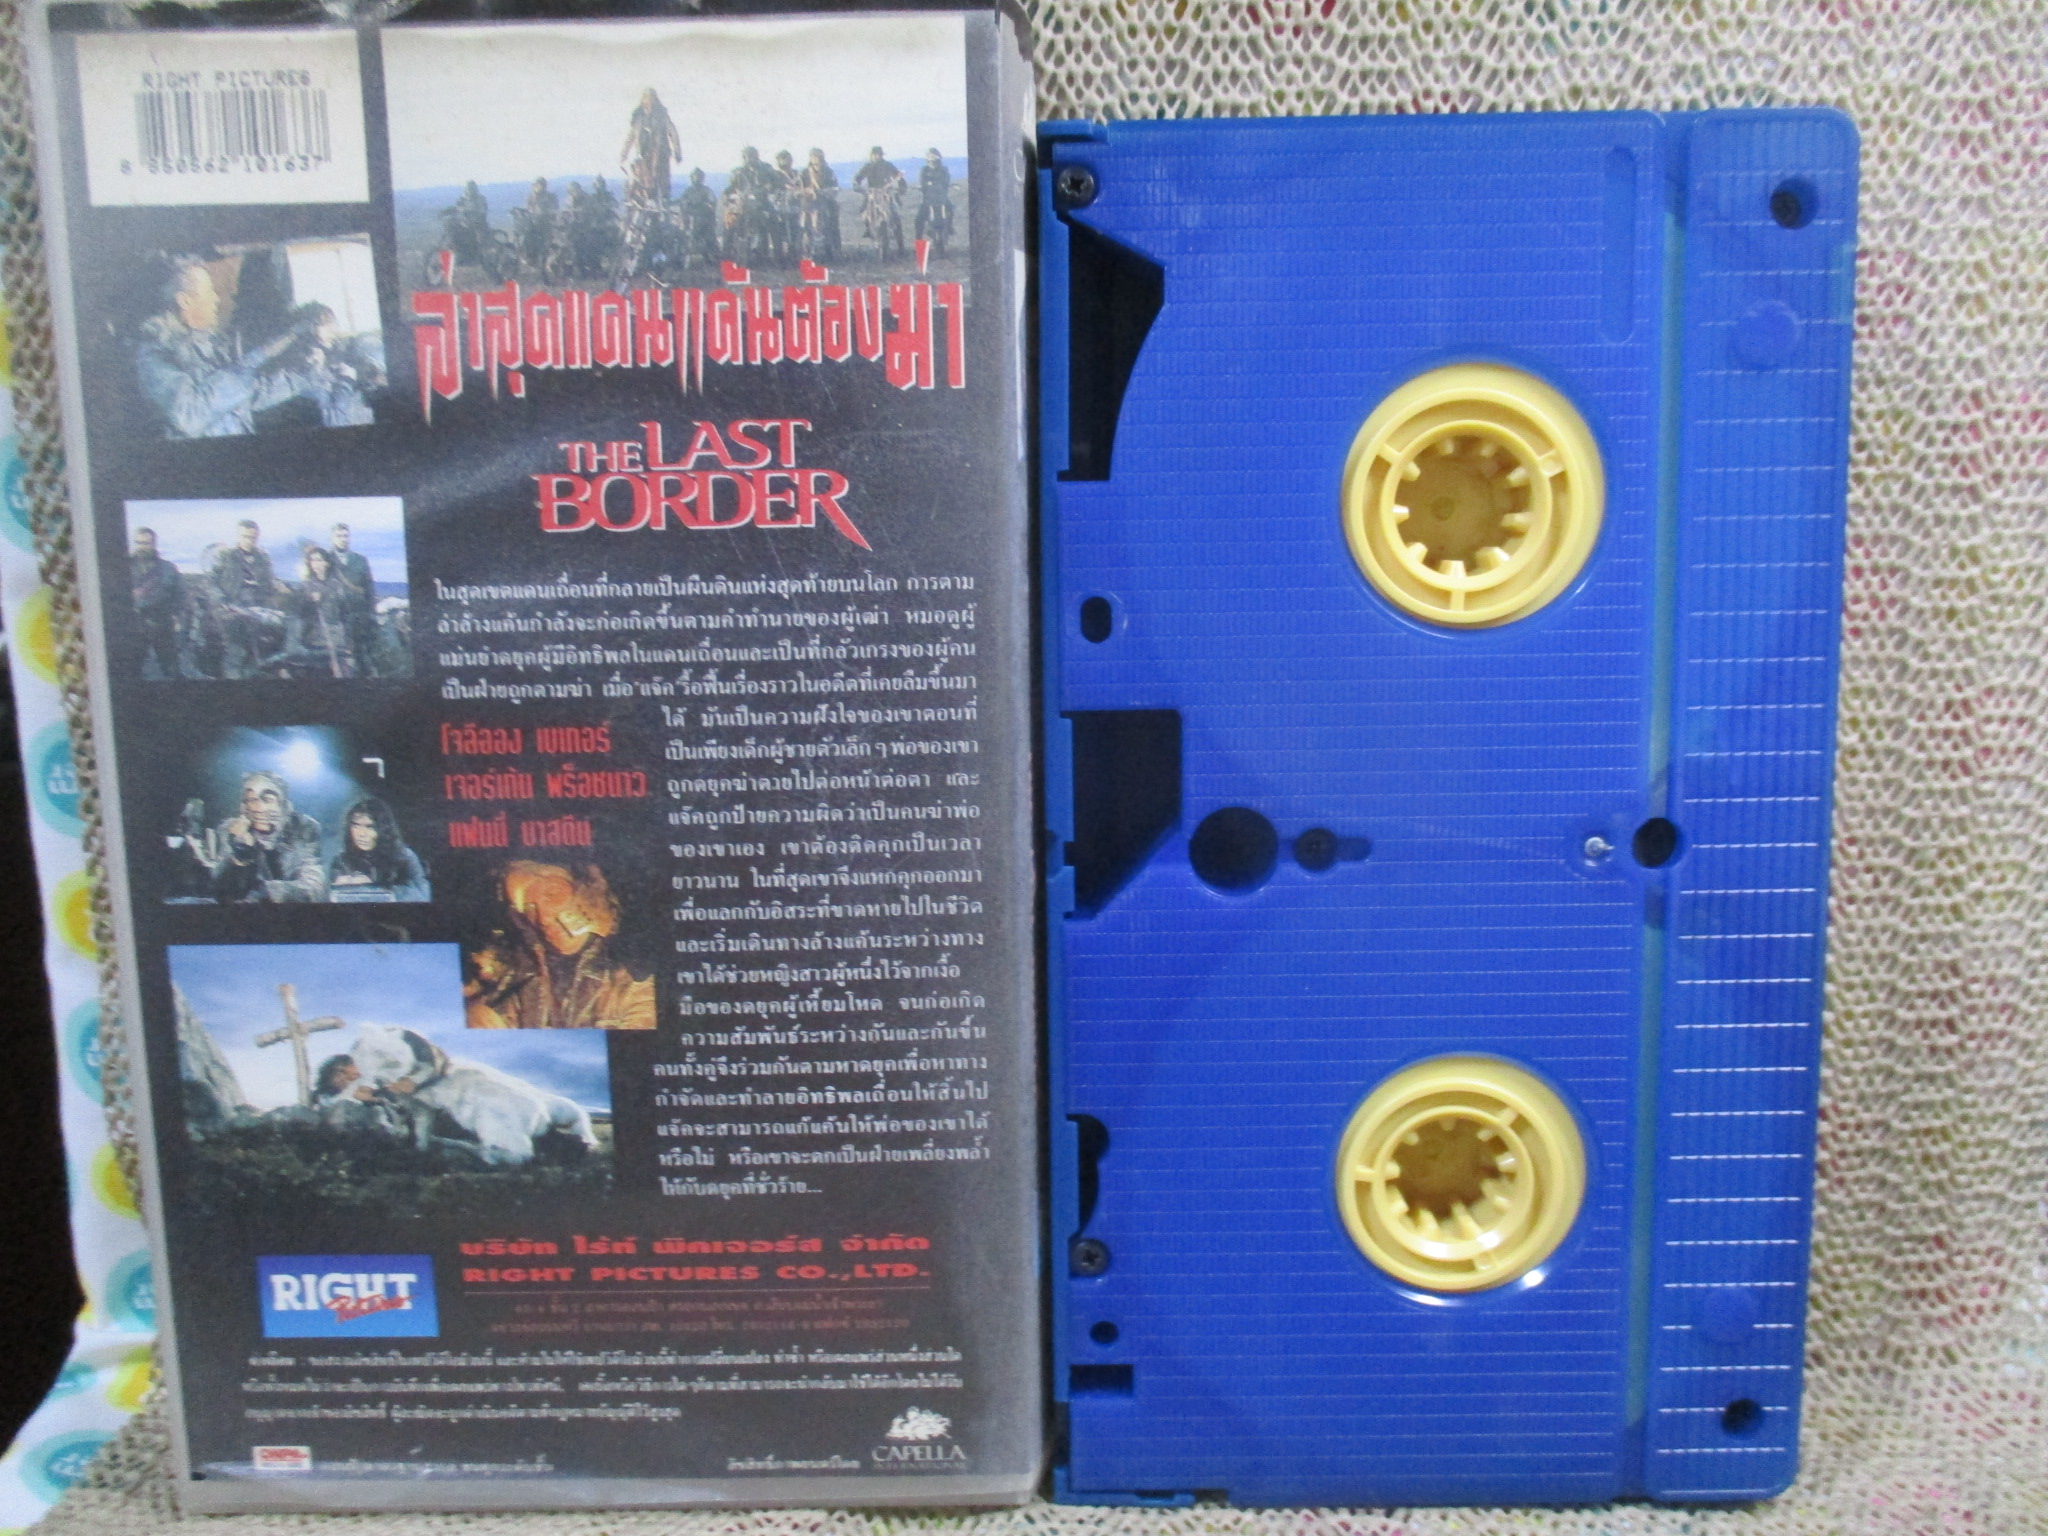 RIGHT PICTURES
8 850562 101637
ล่าสุดแดนแค้นต้องฆ่า
THE LAST
BORDER
ในสุดเขตแดนเถื่อนที่กลายเป็นผืนดินแห่งสุดท้ายบนโลก การตาม
ล่าล้างแค้นกำลังจะก่อเกิดขึ้นตามคำทำนายของผู้เฒ่า หมอดูผู้
แม่นยำดยุคผู้มีอิทธิพลในแดนเถื่อนและเป็นที่กลัวเกรงของผู้คน
เป็นฝ่ายถูกตามฆ่า เมื่อ"แจ๊ค"รื้อฟื้นเรื่องราวในอดีตที่เคยลืมขึ้นมา
ได้ มันเป็นความฝังใจของเขาตอนที่
เป็นเพียงเด็กผู้ชายตัวเล็ก ๆ พ่อของเขา
ถูกดยุคฆ่าตายไปต่อหน้าต่อตา และ
แจ๊คถูกป้ายความผิดว่าเป็นคนฆ่าพ่อ
ของเขาเอง เขาต้องติดคุกเป็นเวลา
ยาวนาน ในที่สุดเขาจึงแหกคุกออกมา
เพื่อแลกกับอิสระที่ขาดหายไปในชีวิต
และเริ่มเดินทางล้างแค้นระหว่างทาง
เขาได้ช่วยหญิงสาวผู้หนึ่งไว้จากเงื้อ
มือของดยุคผู้เหี้ยมโหด จนก่อเกิด
ความสัมพันธ์ระหว่างกันและกันขึ้น
คนทั้งคู่จึงร่วมกันตามหาดยุคเพื่อหาทาง
กำจัดและทำลายอิทธิพลเถื่อนให้สิ้นไป
แจ๊คจะสามารถแก้แค้นให้พ่อของเขาได้
หรือไม่ หรือเขาจะตกเป็นฝ่ายเพลี่ยงพล้ำ
ให้กับดยุคที่ชั่วร้าย...
โจลีออง เบเทอร์
เจอร์เก้น พร็อชนาว
แฟนนี่ บาสตีน
RIGHT
Pictures
บริษัท ไร้ท์ พิคเจอร์ส จำกัด
RIGHT PICTURES CO.,LTD.
ลิขสิทธิ์ภาพยนตร์โดย
CAPELLA
INTERNATIONAL